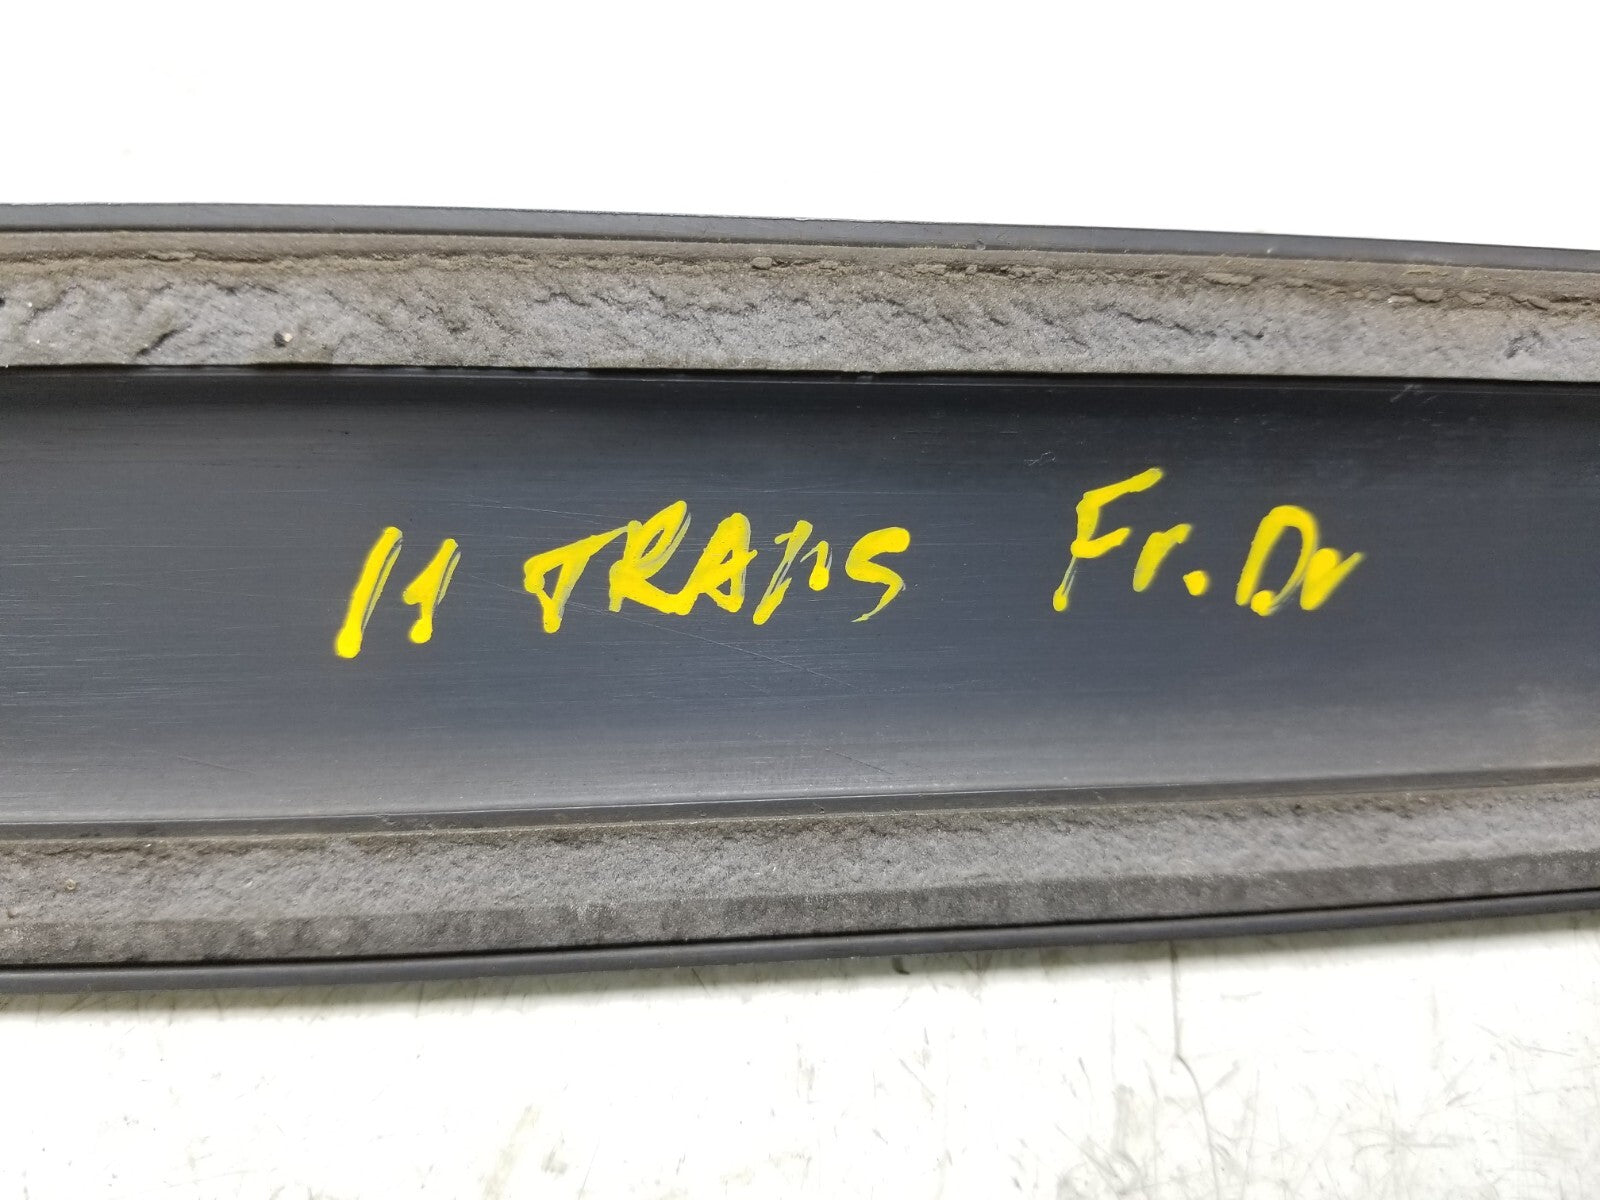 11 TRANS Fr. Dr